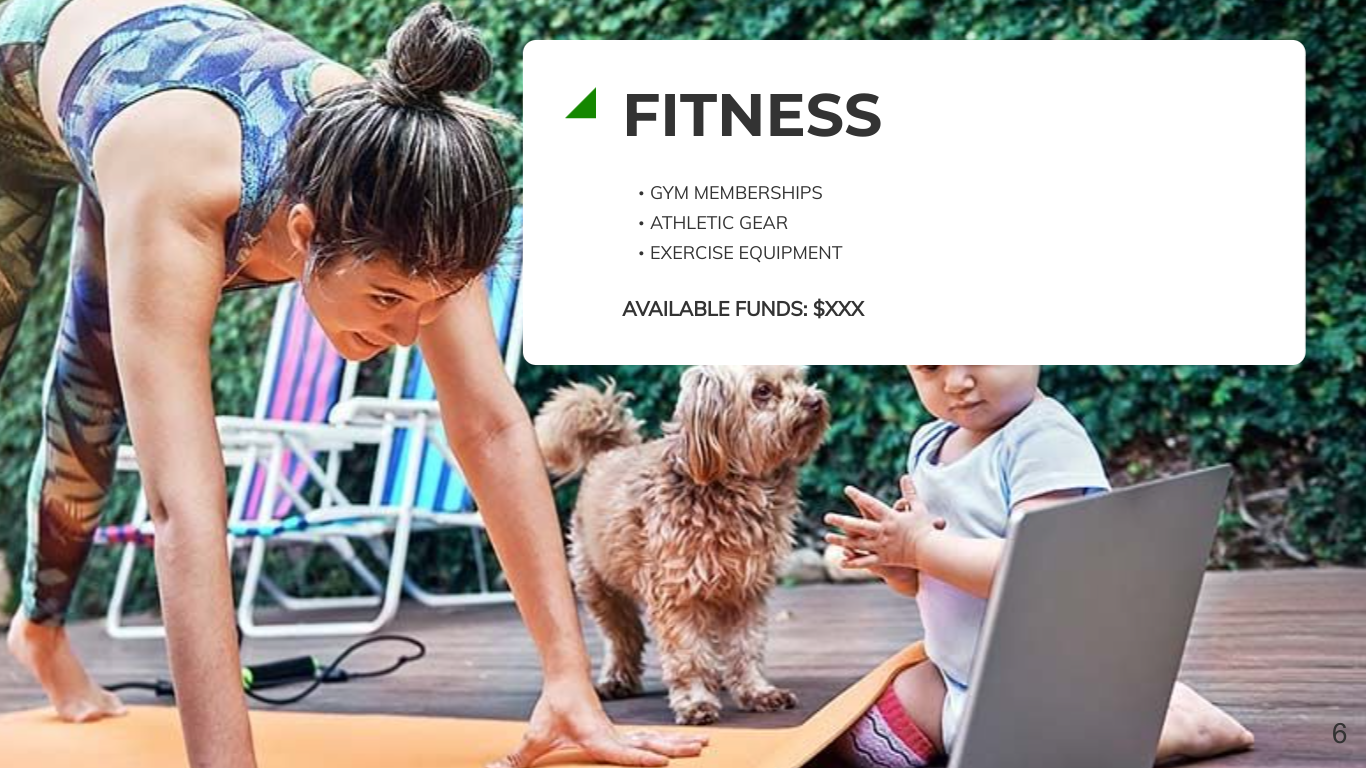 FITNESS
• GYM MEMBERSHIPS
• ATHLETIC GEAR
• EXERCISE EQUIPMENT
AVAILABLE FUNDS: $XXX
6